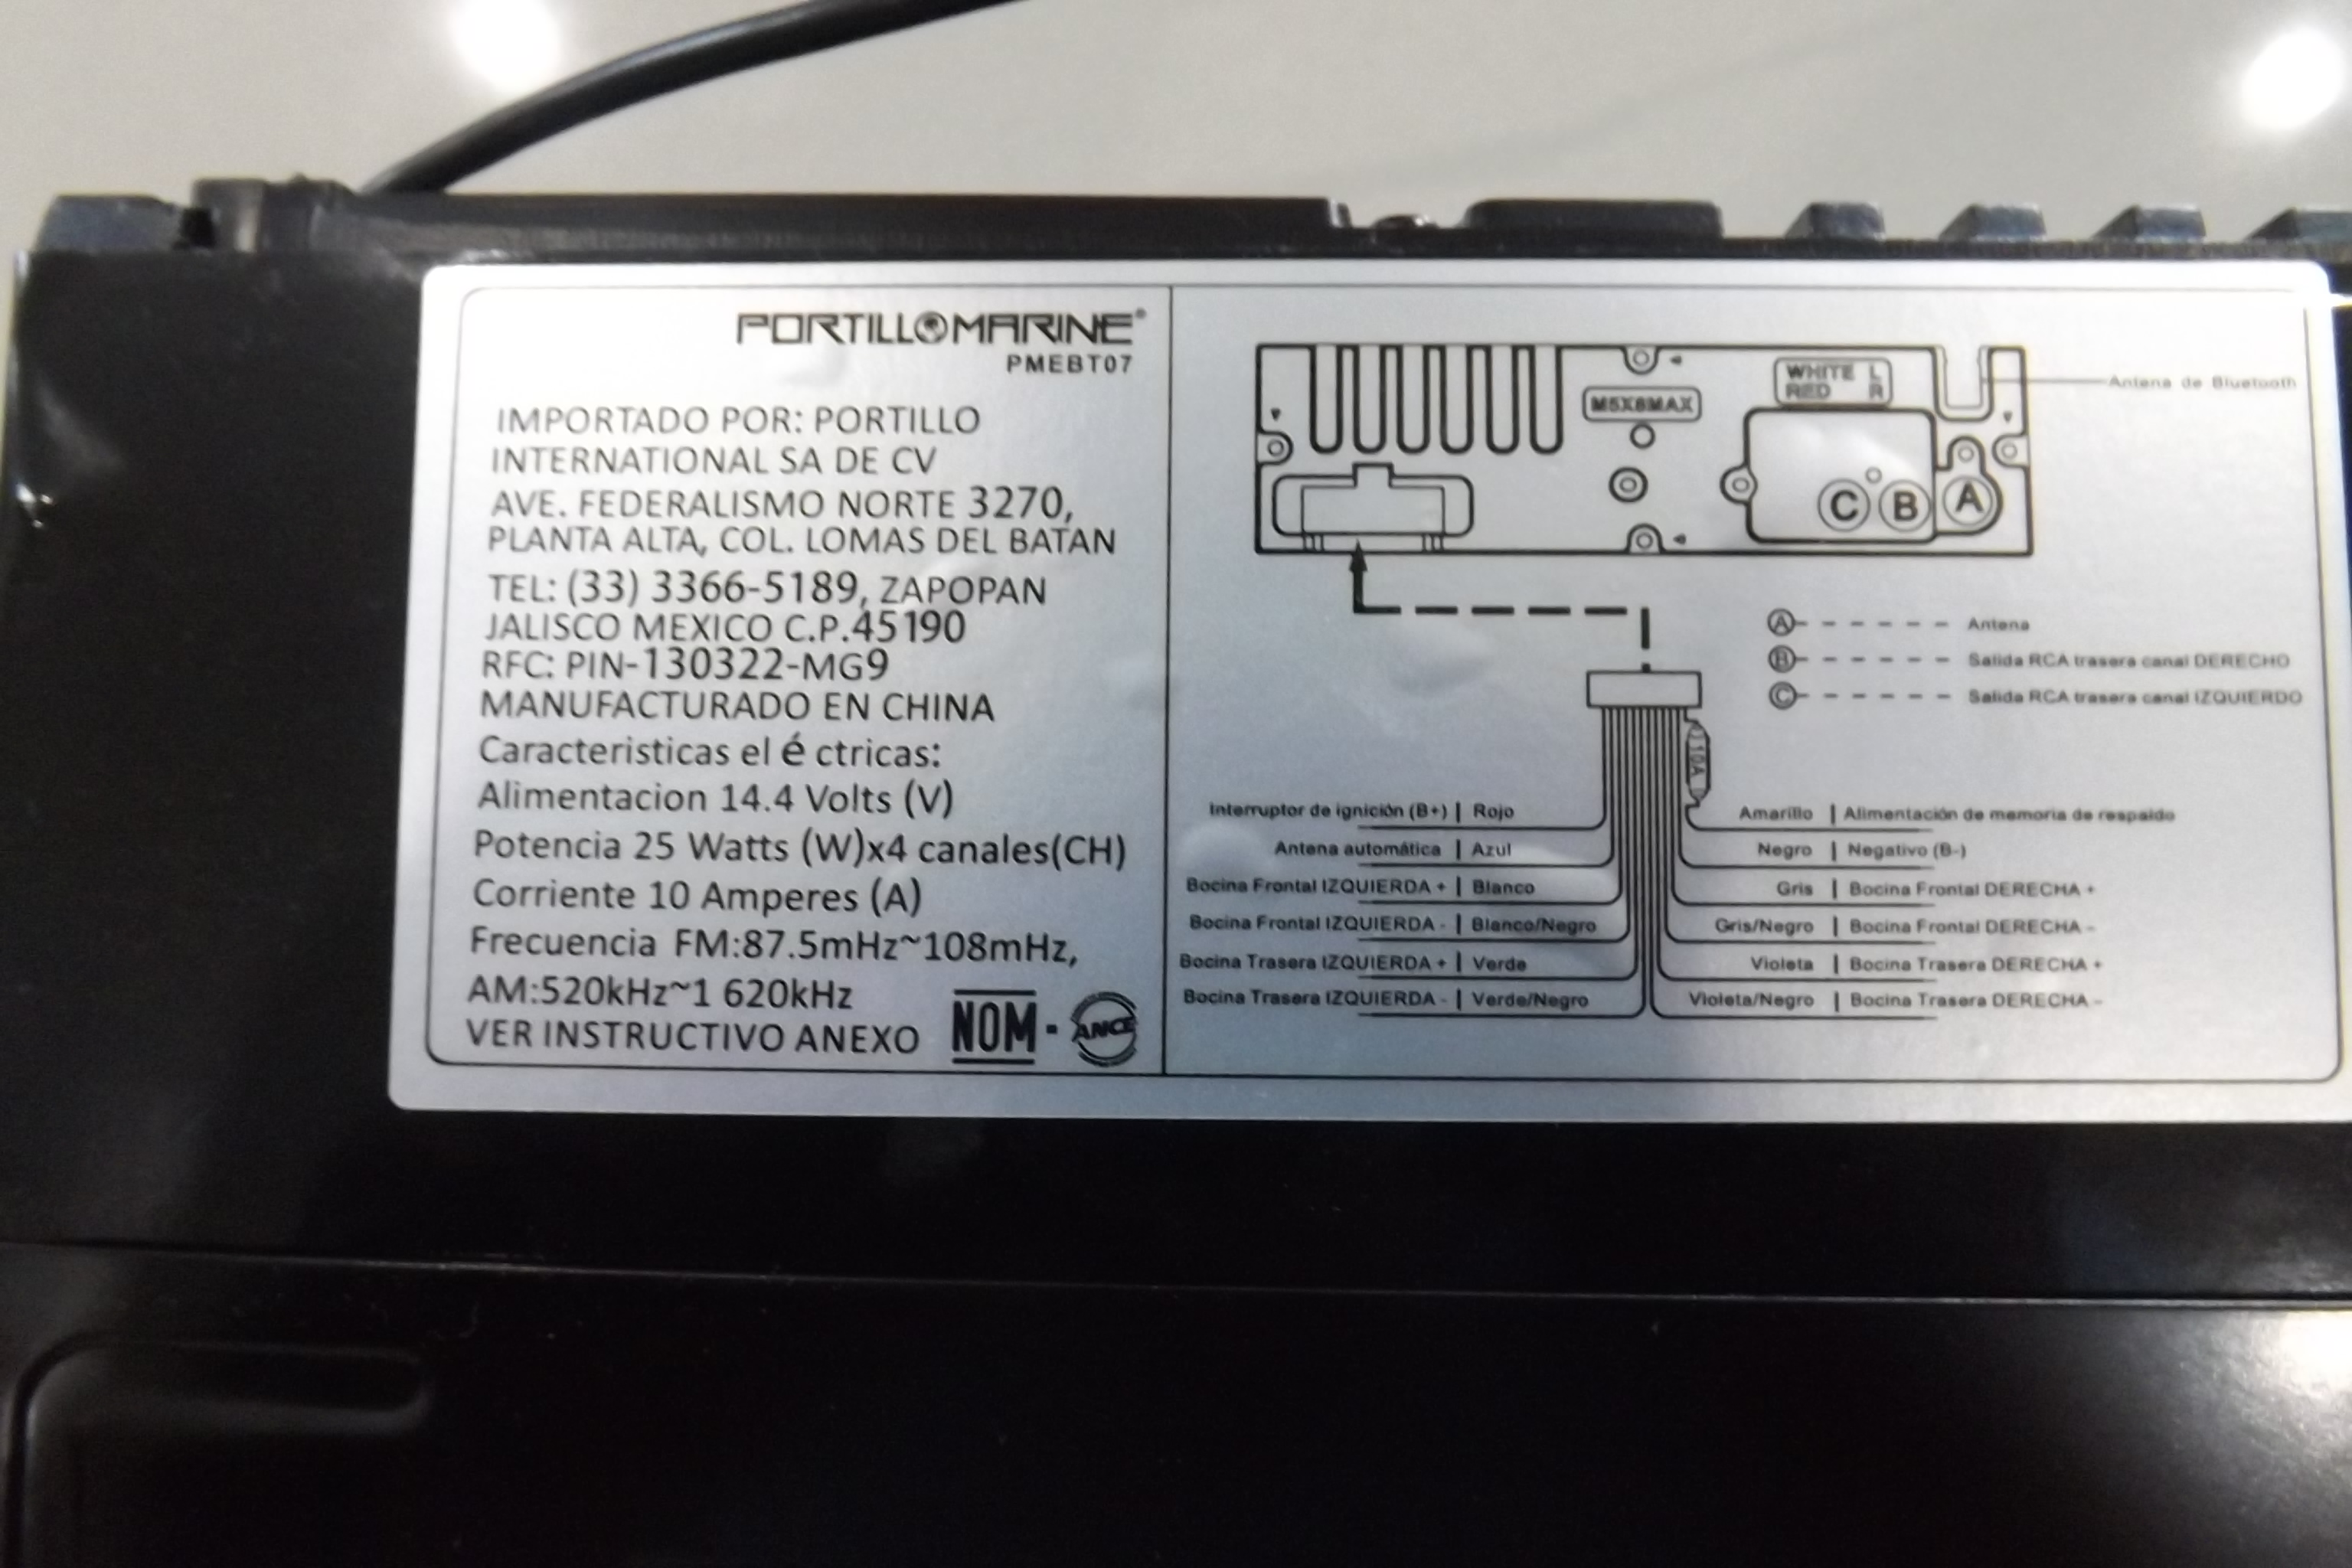 PORTILLO MARINE®
PMEBT07
IMPORTADO POR: PORTILLO
INTERNATIONAL SA DE CV
AVE. FEDERALISMO NORTE 3270,
PLANTA ALTA, COL. LOMAS DEL BATAN
TEL: (33) 3366-5189, ZAPOPAN
JALISCO MEXICO C.P.45190
RFC: PIN-130322-MG9
MANUFACTURADO EN CHINA
Caracteristicas el é ctricas:
Alimentacion 14.4 Volts (V)
Potencia 25 Watts (W)x4 canales(CH)
Corriente 10 Amperes (A)
Frecuencia FM:87.5mHz~108mHz,
AM:520kHz~1 620kHz
VER INSTRUCTIVO ANEXO NOM - ANCE
WHITE L
RED R
Antena de Bluetooth
M5X6MAX
C B A
A - - - - - - Antena
B - - - - - - Salida RCA trasera canal DERECHO
C - - - - - - Salida RCA trasera canal IZQUIERDO
10A
Interruptor de ignición (B+) | Rojo
Antena automática | Azul
Bocina Frontal IZQUIERDA + | Blanco
Bocina Frontal IZQUIERDA - | Blanco/Negro
Bocina Trasera IZQUIERDA + | Verde
Bocina Trasera IZQUIERDA - | Verde/Negro
Amarillo | Alimentación de memoria de respaldo
Negro | Negativo (B-)
Gris | Bocina Frontal DERECHA +
Gris/Negro | Bocina Frontal DERECHA -
Violeta | Bocina Trasera DERECHA +
Violeta/Negro | Bocina Trasera DERECHA -